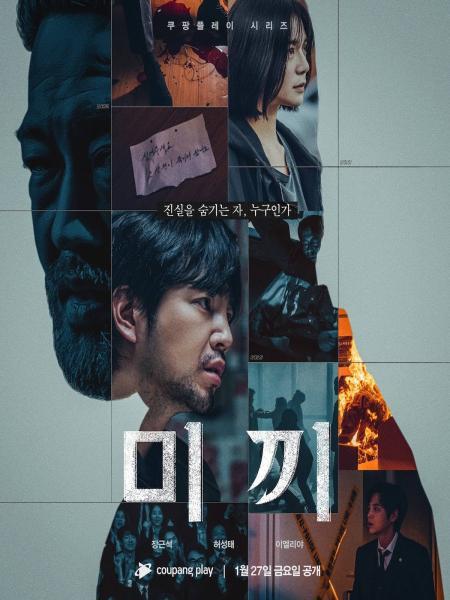 쿠팡플레이 시리즈
진실을 숨기는 자, 누구인가
미끼
장근석 허성태 이엘리야
coupang play | 1월 27일 금요일 공개